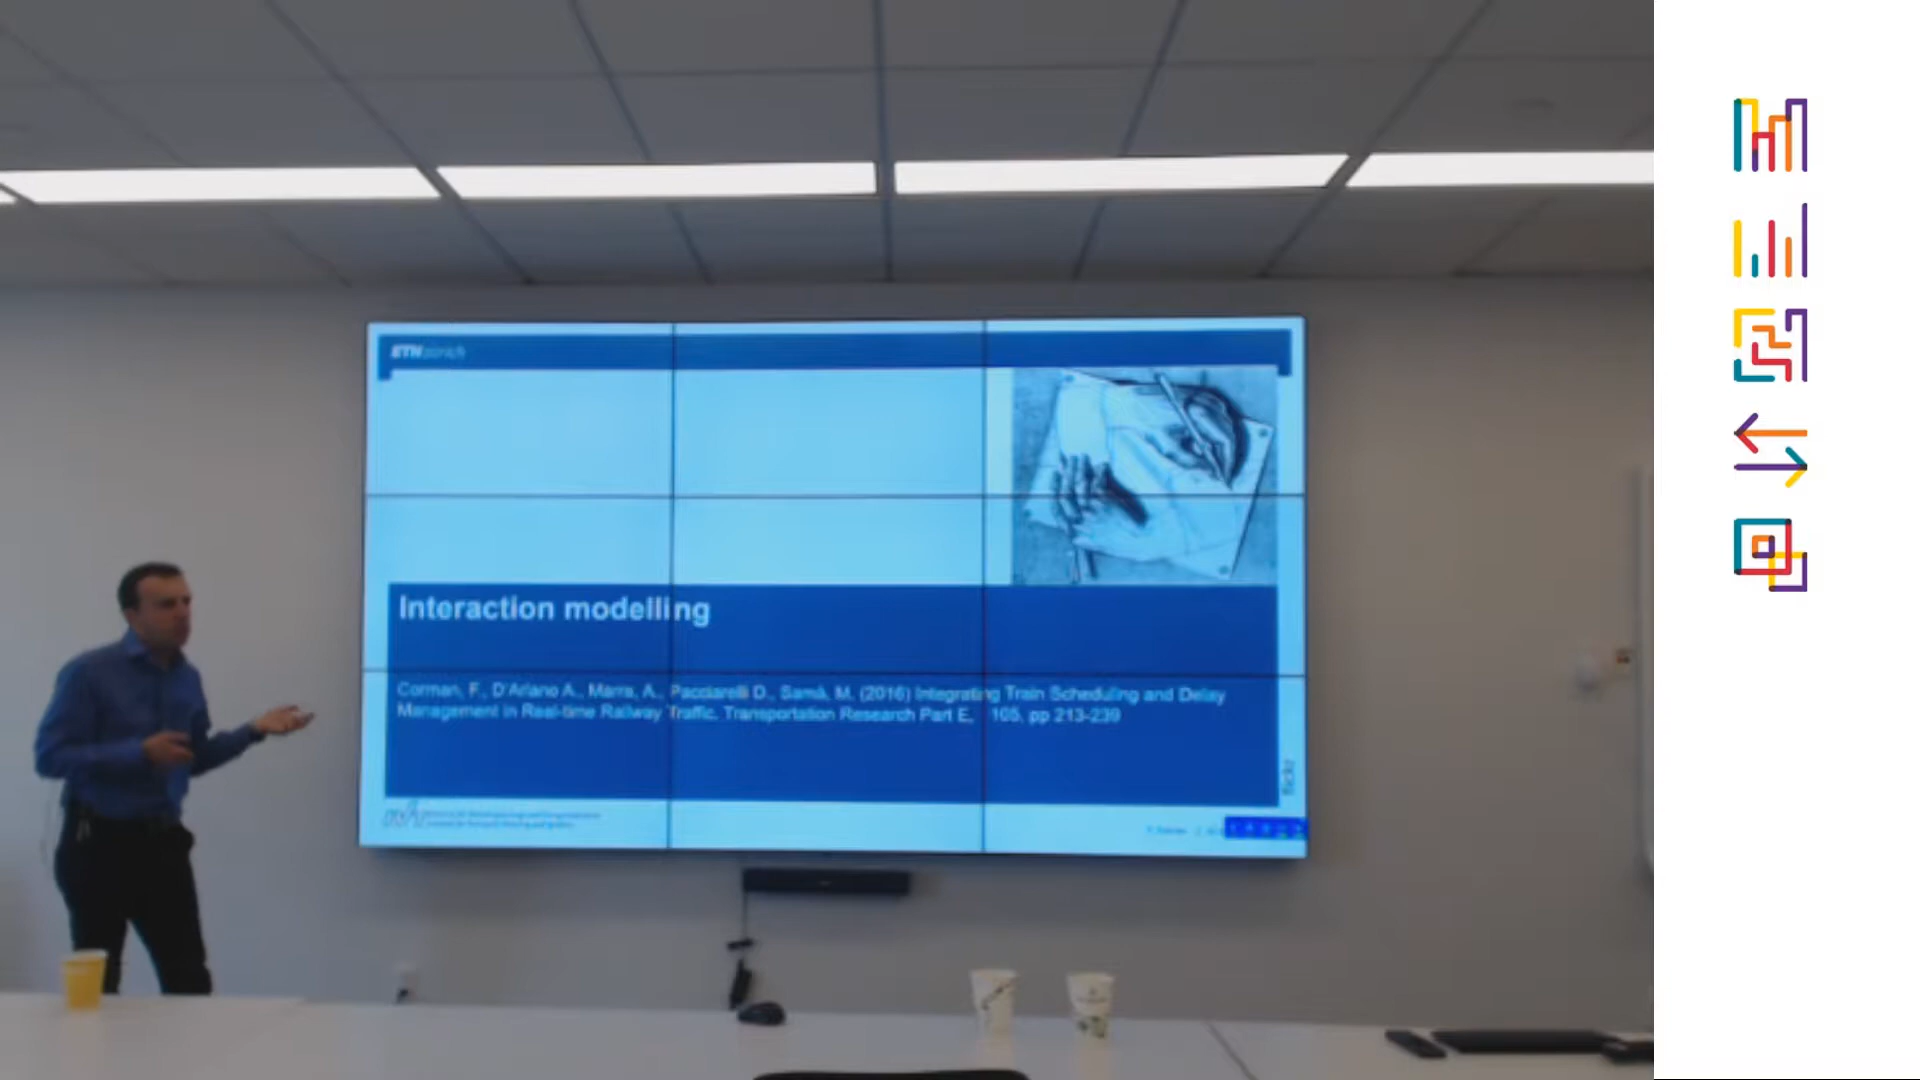 ETH zürich
Interaction modelling
Corman, F., D'Ariano A., Marra, A., Pacciarelli D., Samà, M. (2016) Integrating Train Scheduling and Delay
Management in Real-time Railway Traffic. Transportation Research Part E, 105, pp 213-239
flickr